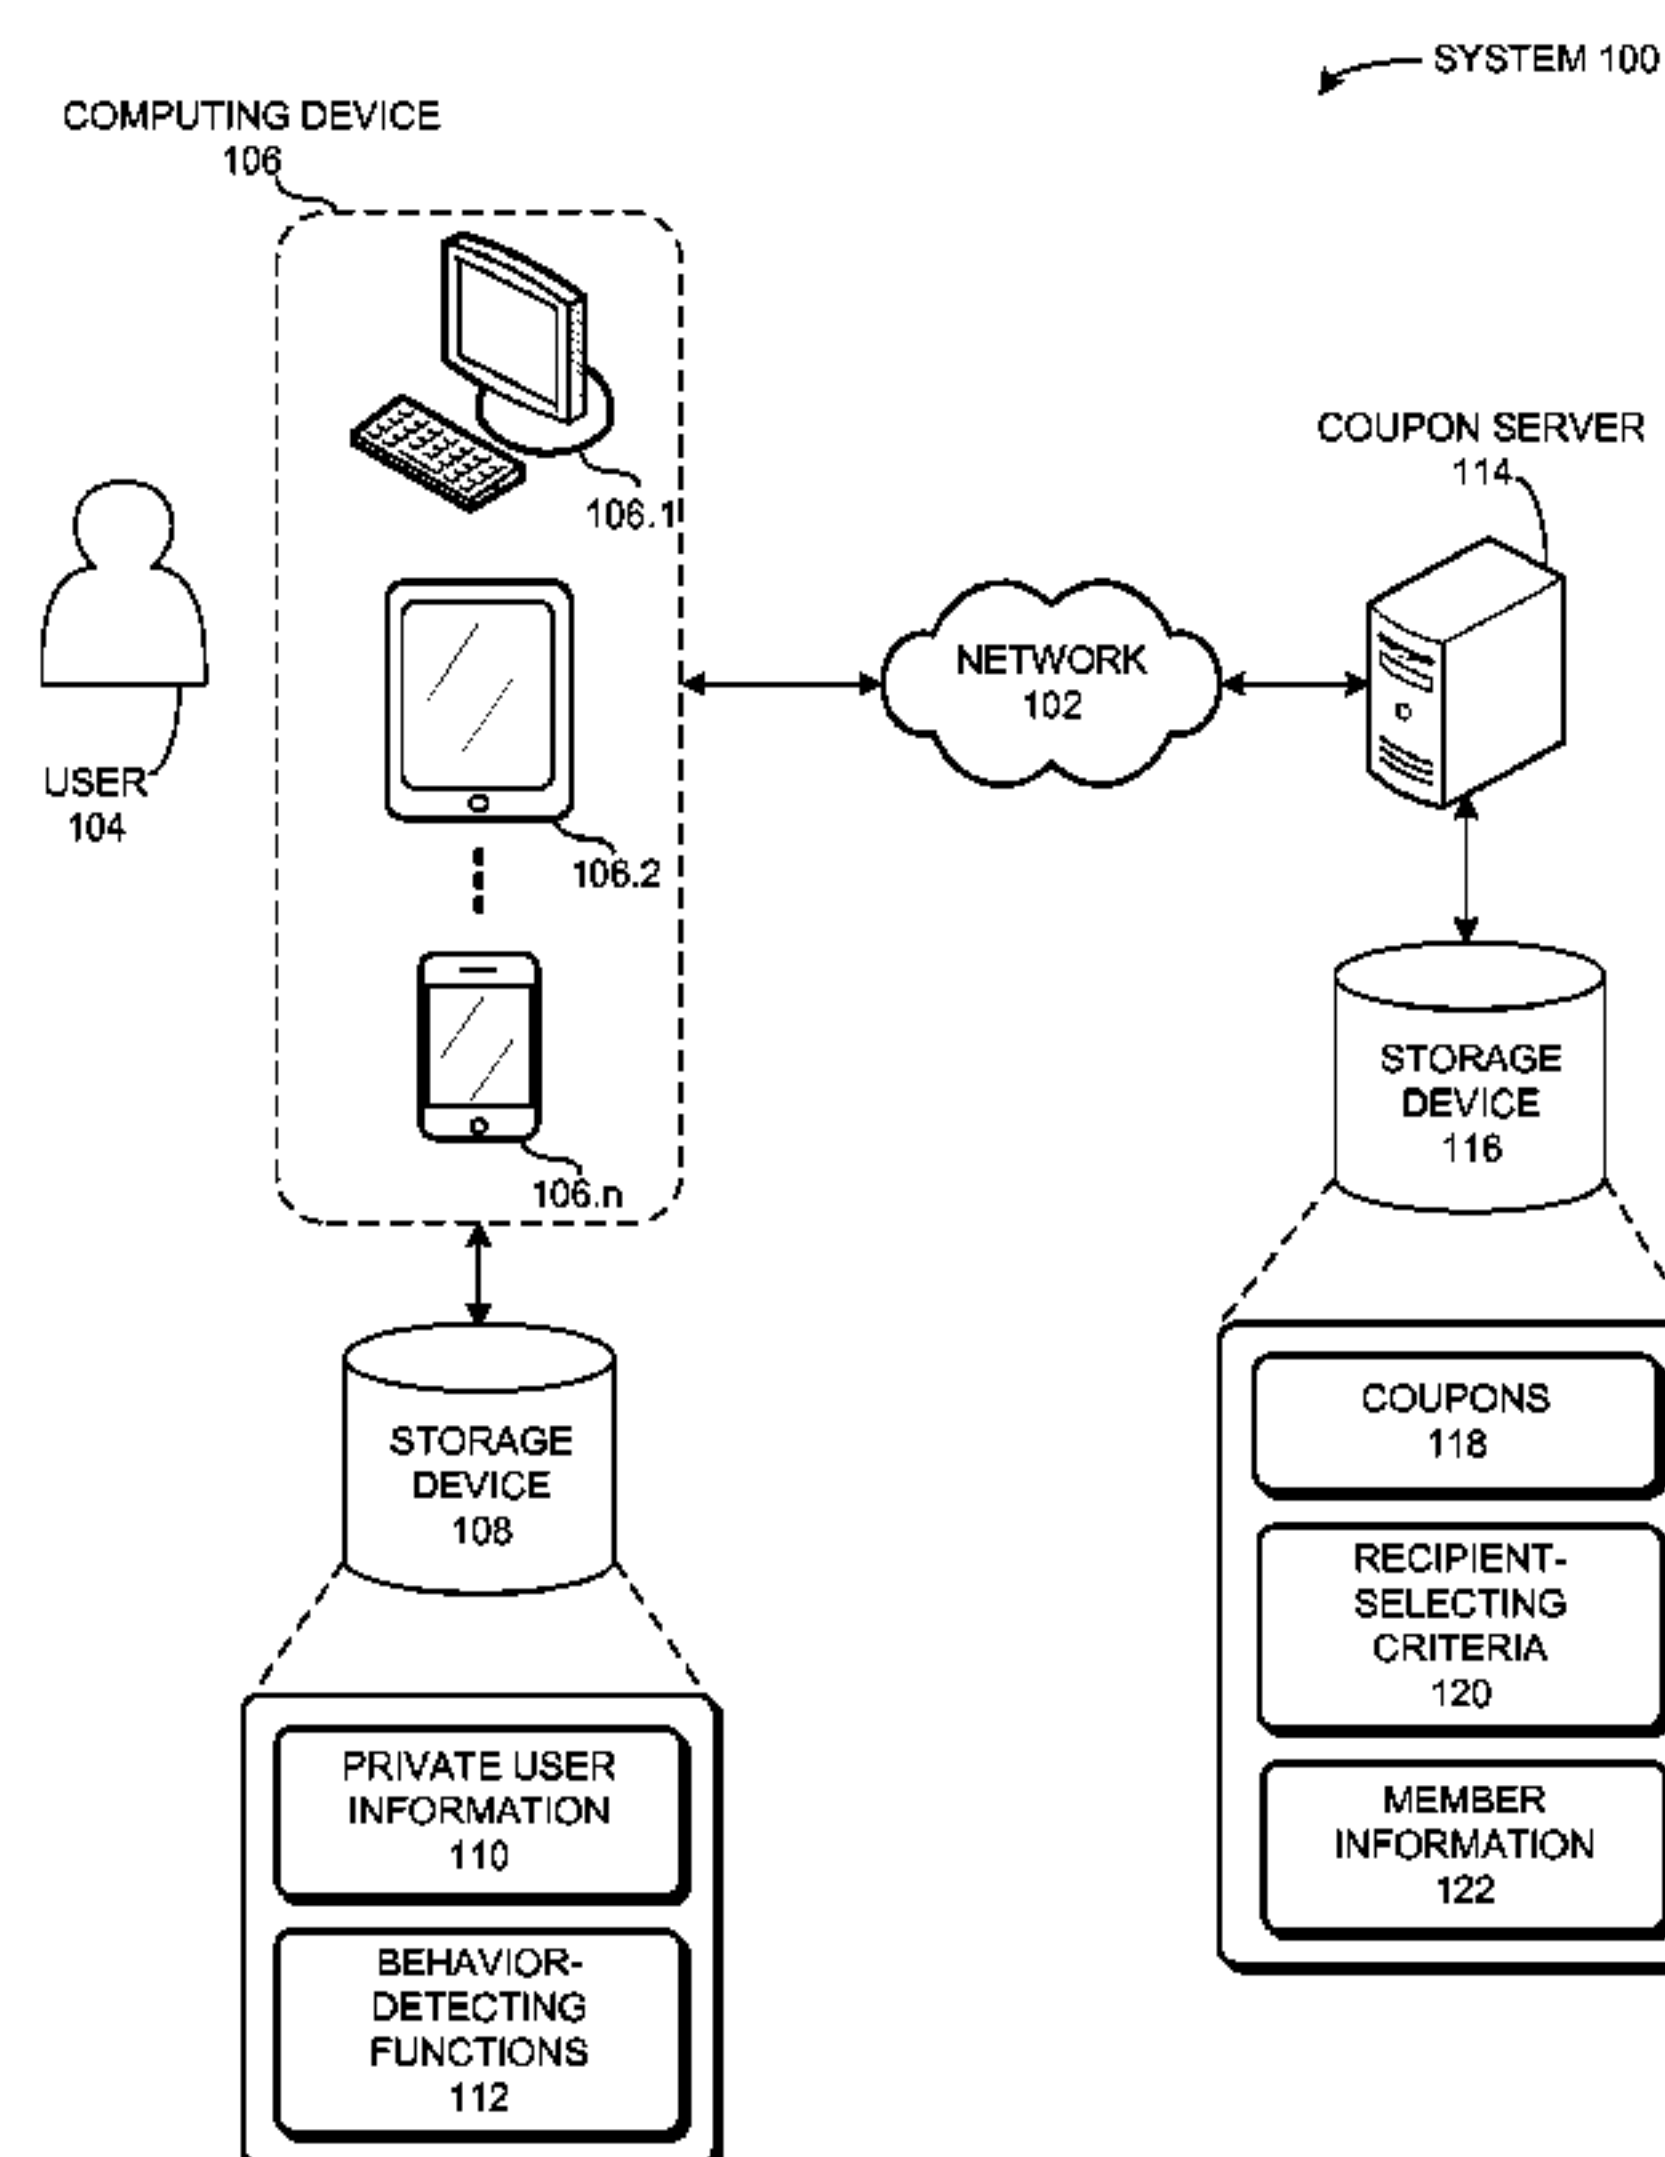 SYSTEM 100
COMPUTING DEVICE
106
106.1
USER
104
106.2
106.n
NETWORK
102
COUPON SERVER
114
STORAGE
DEVICE
116
COUPONS
118
RECIPIENT-
SELECTING
CRITERIA
120
MEMBER
INFORMATION
122
STORAGE
DEVICE
108
PRIVATE USER
INFORMATION
110
BEHAVIOR-
DETECTING
FUNCTIONS
112